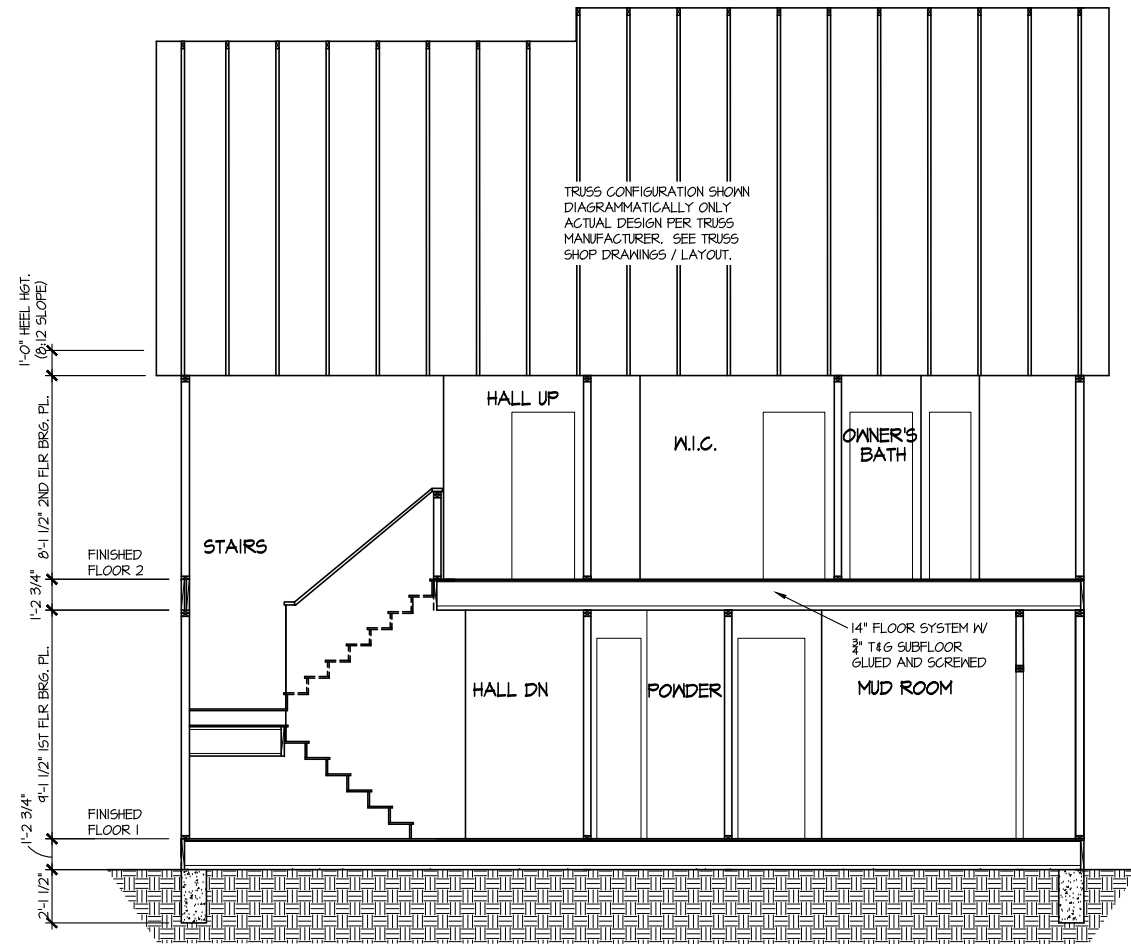 TRUSS CONFIGURATION SHOWN
DIAGRAMMATICALLY ONLY
ACTUAL DESIGN PER TRUSS
MANUFACTURER. SEE TRUSS
SHOP DRAWINGS / LAYOUT.
1'-0" HEEL HGT.
(8:12 SLOPE)
8'-1 1/2" 2ND FLR BRG. PL.
HALL UP
W.I.C.
OWNER'S
BATH
STAIRS
FINISHED
FLOOR 2
1'-2 3/4"
14" FLOOR SYSTEM W/
3/4" T&G SUBFLOOR
GLUED AND SCREWED
9'-1 1/2" 1ST FLR BRG. PL.
HALL DN
POWDER
MUD ROOM
FINISHED
FLOOR 1
1'-2 3/4"
2'-1 1/2"